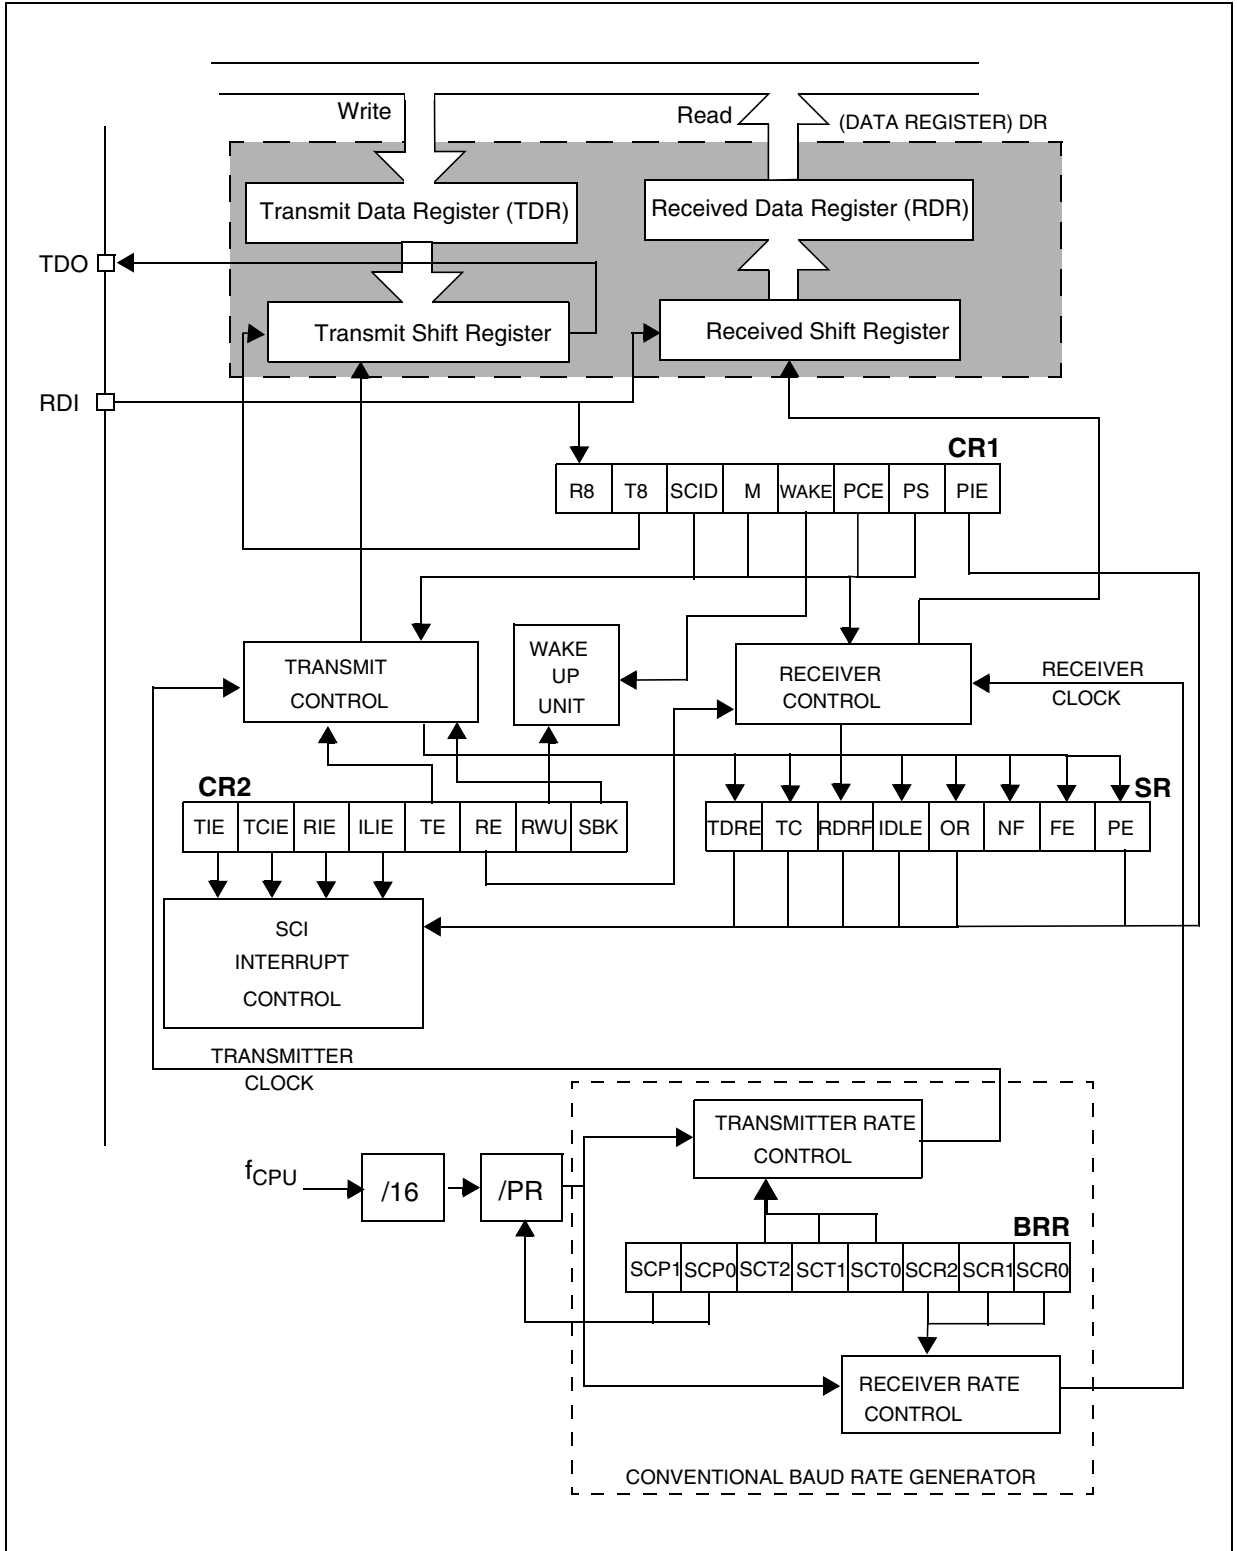 Write
Read
(DATA REGISTER) DR
Transmit Data Register (TDR)
Received Data Register (RDR)
TDO
Transmit Shift Register
Received Shift Register
RDI
CR1
R8 T8 SCID M WAKE PCE PS PIE
TRANSMIT
CONTROL
WAKE
UP
UNIT
RECEIVER
CONTROL
RECEIVER
CLOCK
CR2
TIE TCIE RIE ILIE TE RE RWU SBK
SR
TDRE TC RDRF IDLE OR NF FE PE
SCI
INTERRUPT
CONTROL
TRANSMITTER
CLOCK
TRANSMITTER RATE
CONTROL
fCPU
/16
/PR
BRR
SCP1 SCP0 SCT2 SCT1 SCT0 SCR2 SCR1 SCR0
RECEIVER RATE
CONTROL
CONVENTIONAL BAUD RATE GENERATOR